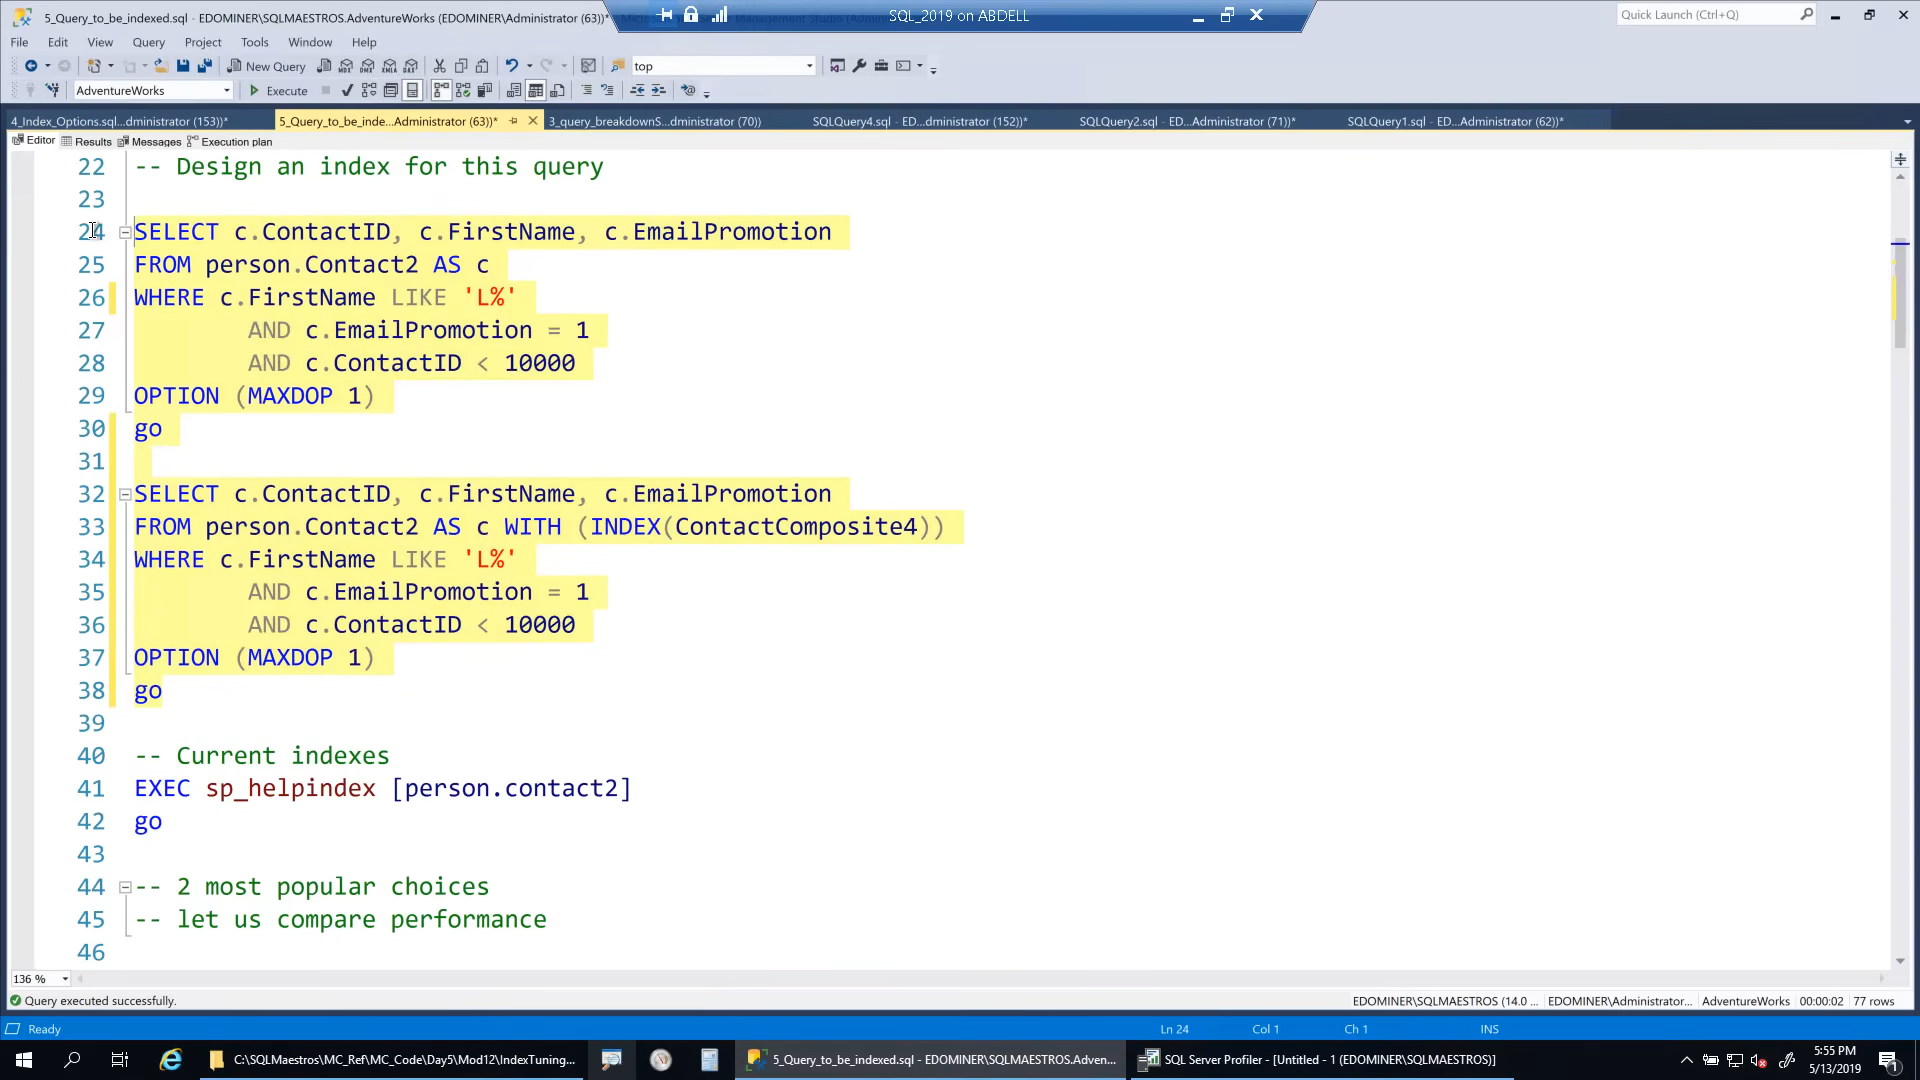 5_Query_to_be_indexed.sql - EDOMINER\SQLMAESTROS.AdventureWorks (EDOMINER\Administrator (63))*
SQL_2019 on ABDELL
Quick Launch (Ctrl+Q)
File Edit View Query Project Tools Window Help
New Query
top
AdventureWorks
Execute
4_Index_Options.sql...dministrator (153))*
5_Query_to_be_inde...Administrator (63))*
3_query_breakdownS...dministrator (70))
SQLQuery4.sql - ED...dministrator (152))*
SQLQuery2.sql - ED...Administrator (71))*
SQLQuery1.sql - ED...Administrator (62))*
Editor Results Messages Execution plan
22 -- Design an index for this query
23
24 SELECT c.ContactID, c.FirstName, c.EmailPromotion
25 FROM person.Contact2 AS c
26 WHERE c.FirstName LIKE 'L%'
27 AND c.EmailPromotion = 1
28 AND c.ContactID < 10000
29 OPTION (MAXDOP 1)
30 go
31
32 SELECT c.ContactID, c.FirstName, c.EmailPromotion
33 FROM person.Contact2 AS c WITH (INDEX(ContactComposite4))
34 WHERE c.FirstName LIKE 'L%'
35 AND c.EmailPromotion = 1
36 AND c.ContactID < 10000
37 OPTION (MAXDOP 1)
38 go
39
40 -- Current indexes
41 EXEC sp_helpindex [person.contact2]
42 go
43
44 -- 2 most popular choices
45 -- let us compare performance
46
136 %
Query executed successfully.
EDOMINER\SQLMAESTROS (14.0 ... EDOMINER\Administrator... AdventureWorks 00:00:02 77 rows
Ready
Ln 24 Col 1 Ch 1 INS
C:\SQLMaestros\MC_Ref\MC_Code\Day5\Mod12\IndexTuning...
5_Query_to_be_indexed.sql - EDOMINER\SQLMAESTROS.Adven...
SQL Server Profiler - [Untitled - 1 (EDOMINER\SQLMAESTROS)]
5:55 PM
5/13/2019
1